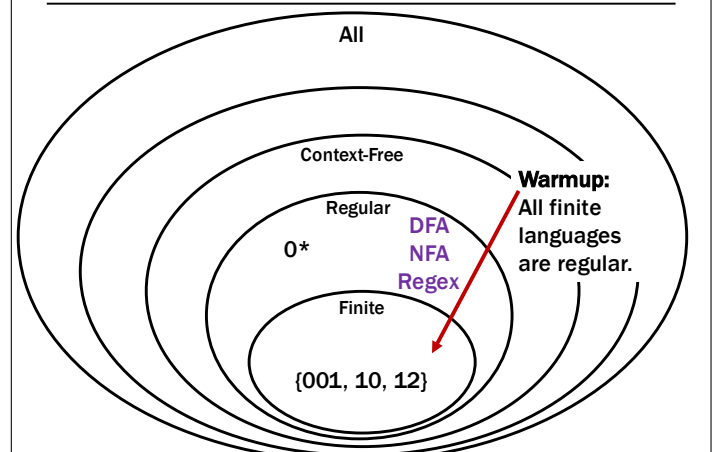 All
Context-Free
Warmup:
All finite
languages
are regular.
Regular
DFA
0*
NFA
Regex
Finite
{001, 10, 12}